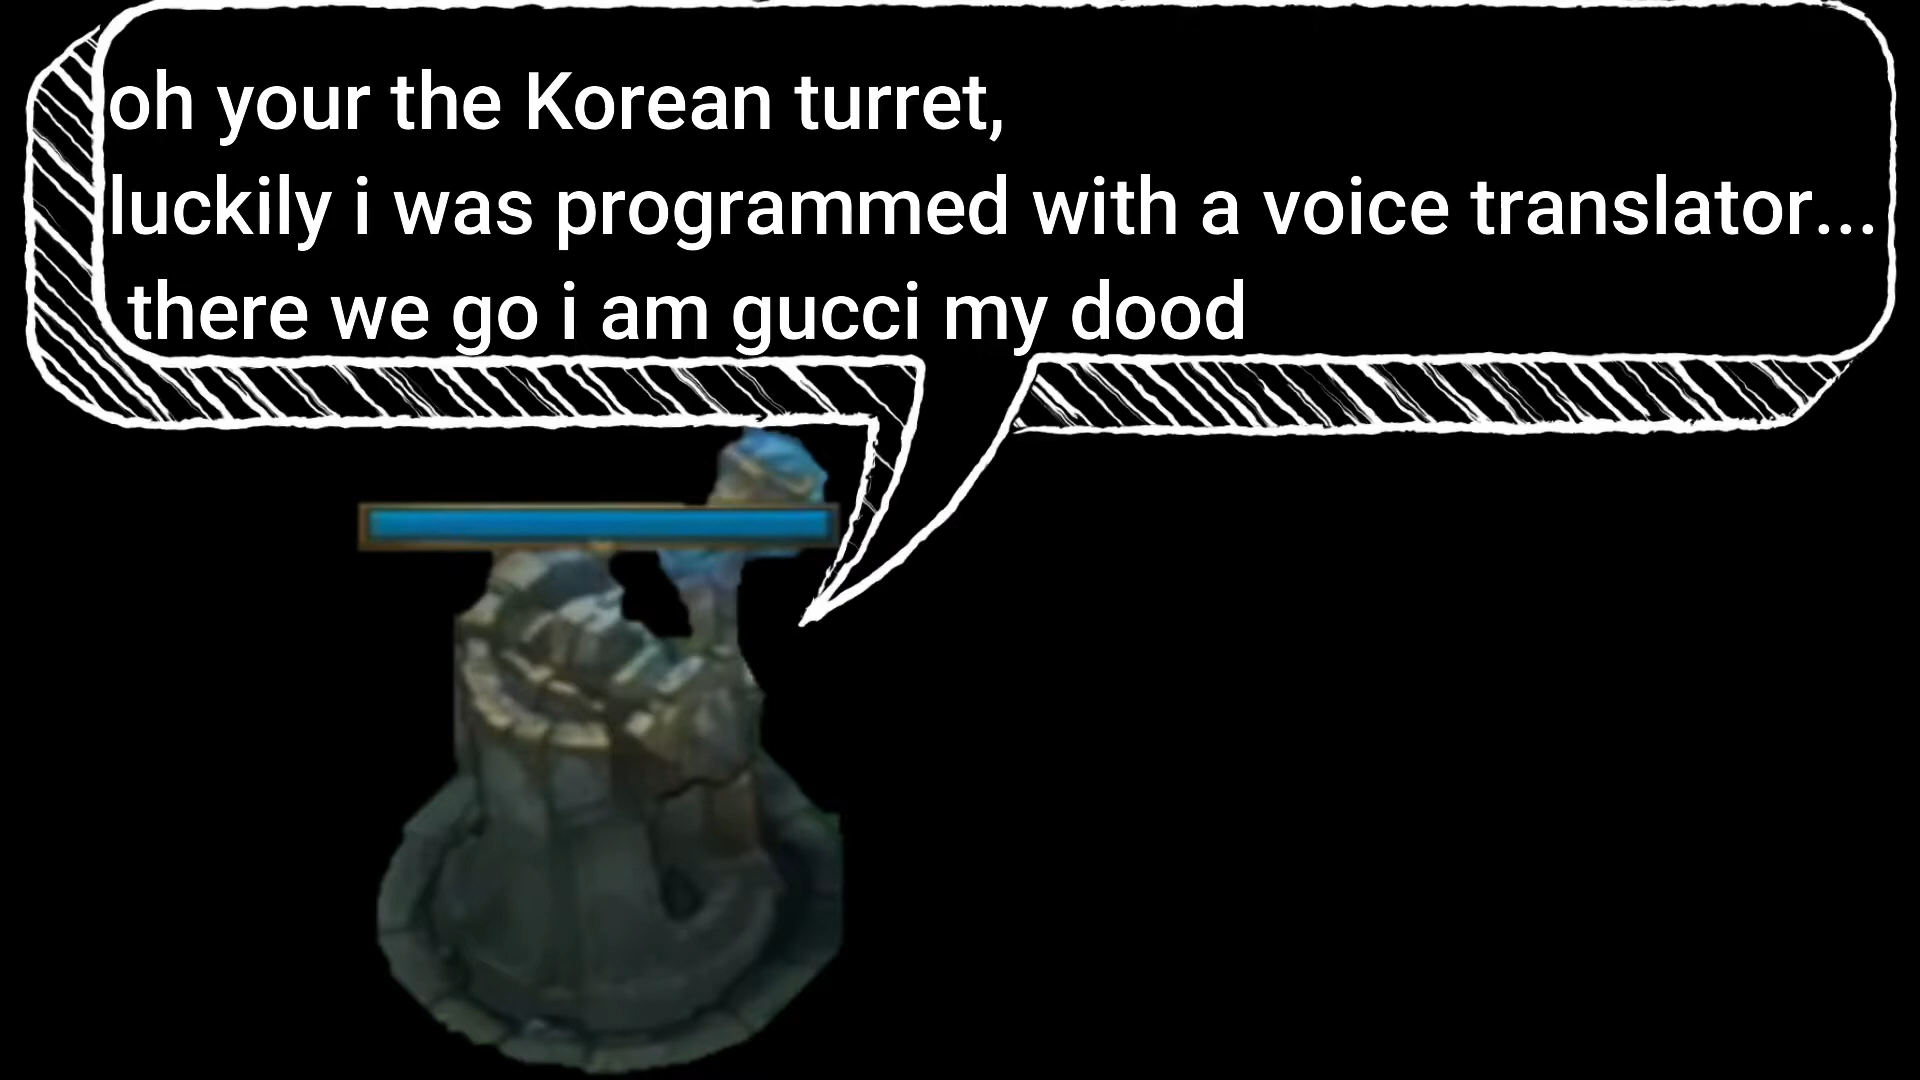 oh your the Korean turret,
luckily i was programmed with a voice translator...
there we go i am gucci my dood